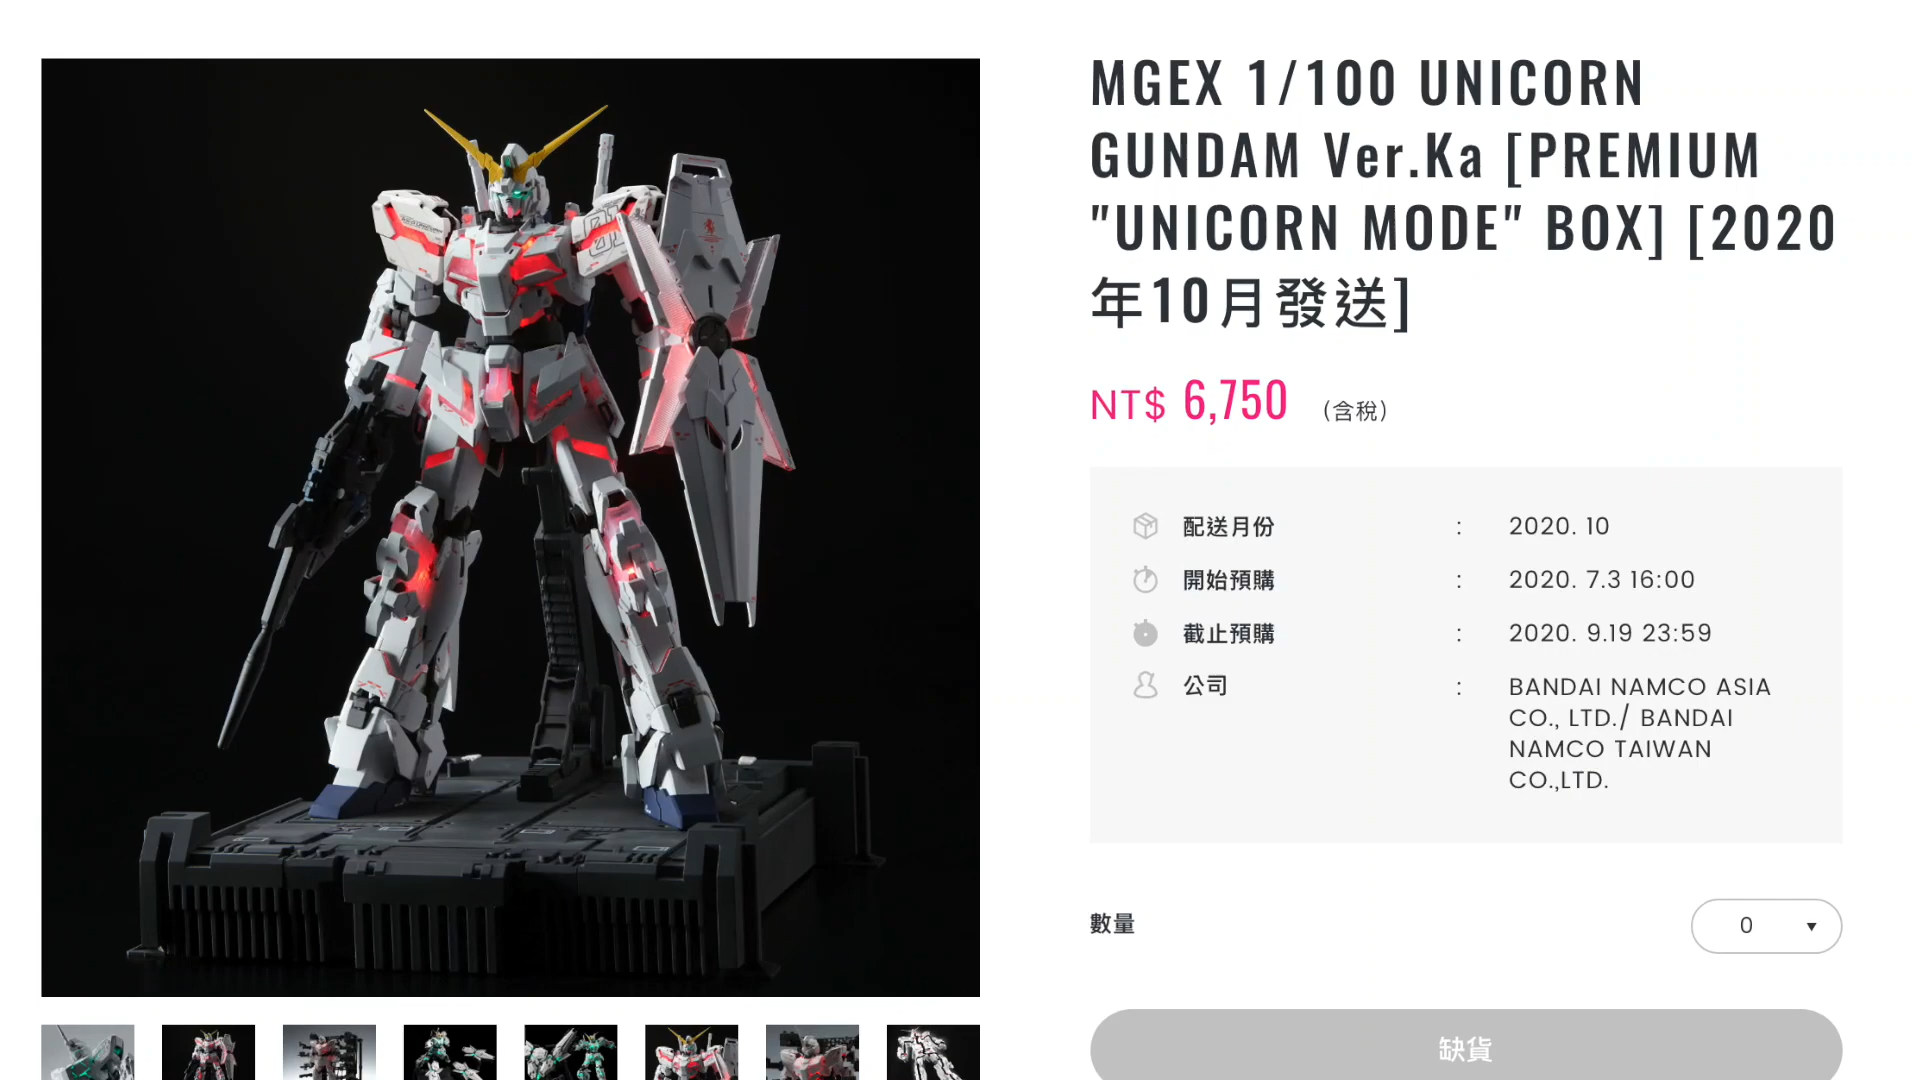 MGEX 1/100 UNICORN
GUNDAM Ver.Ka [PREMIUM
"UNICORN MODE" BOX] [2020
年10月發送]
NT$ 6,750 (含稅)
配送月份 : 2020. 10
開始預購 : 2020. 7.3 16:00
截止預購 : 2020. 9.19 23:59
公司 : BANDAI NAMCO ASIA
CO., LTD./ BANDAI
NAMCO TAIWAN
CO.,LTD.
數量 0
缺貨